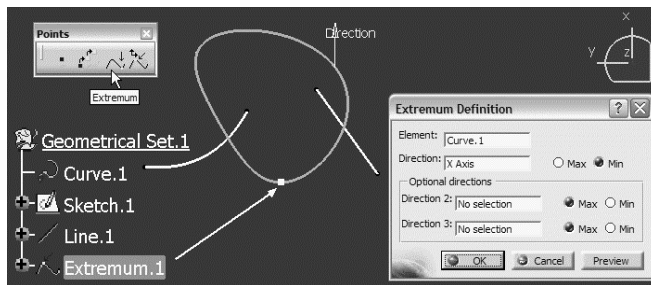 Points
Extremum
Direction
x
y
z
Geometrical Set.1
Curve.1
Sketch.1
Line.1
Extremum.1
Extremum Definition
Element: Curve.1
Direction: X Axis Max Min
Optional directions
Direction 2: No selection Max Min
Direction 3: No selection Max Min
OK Cancel Preview